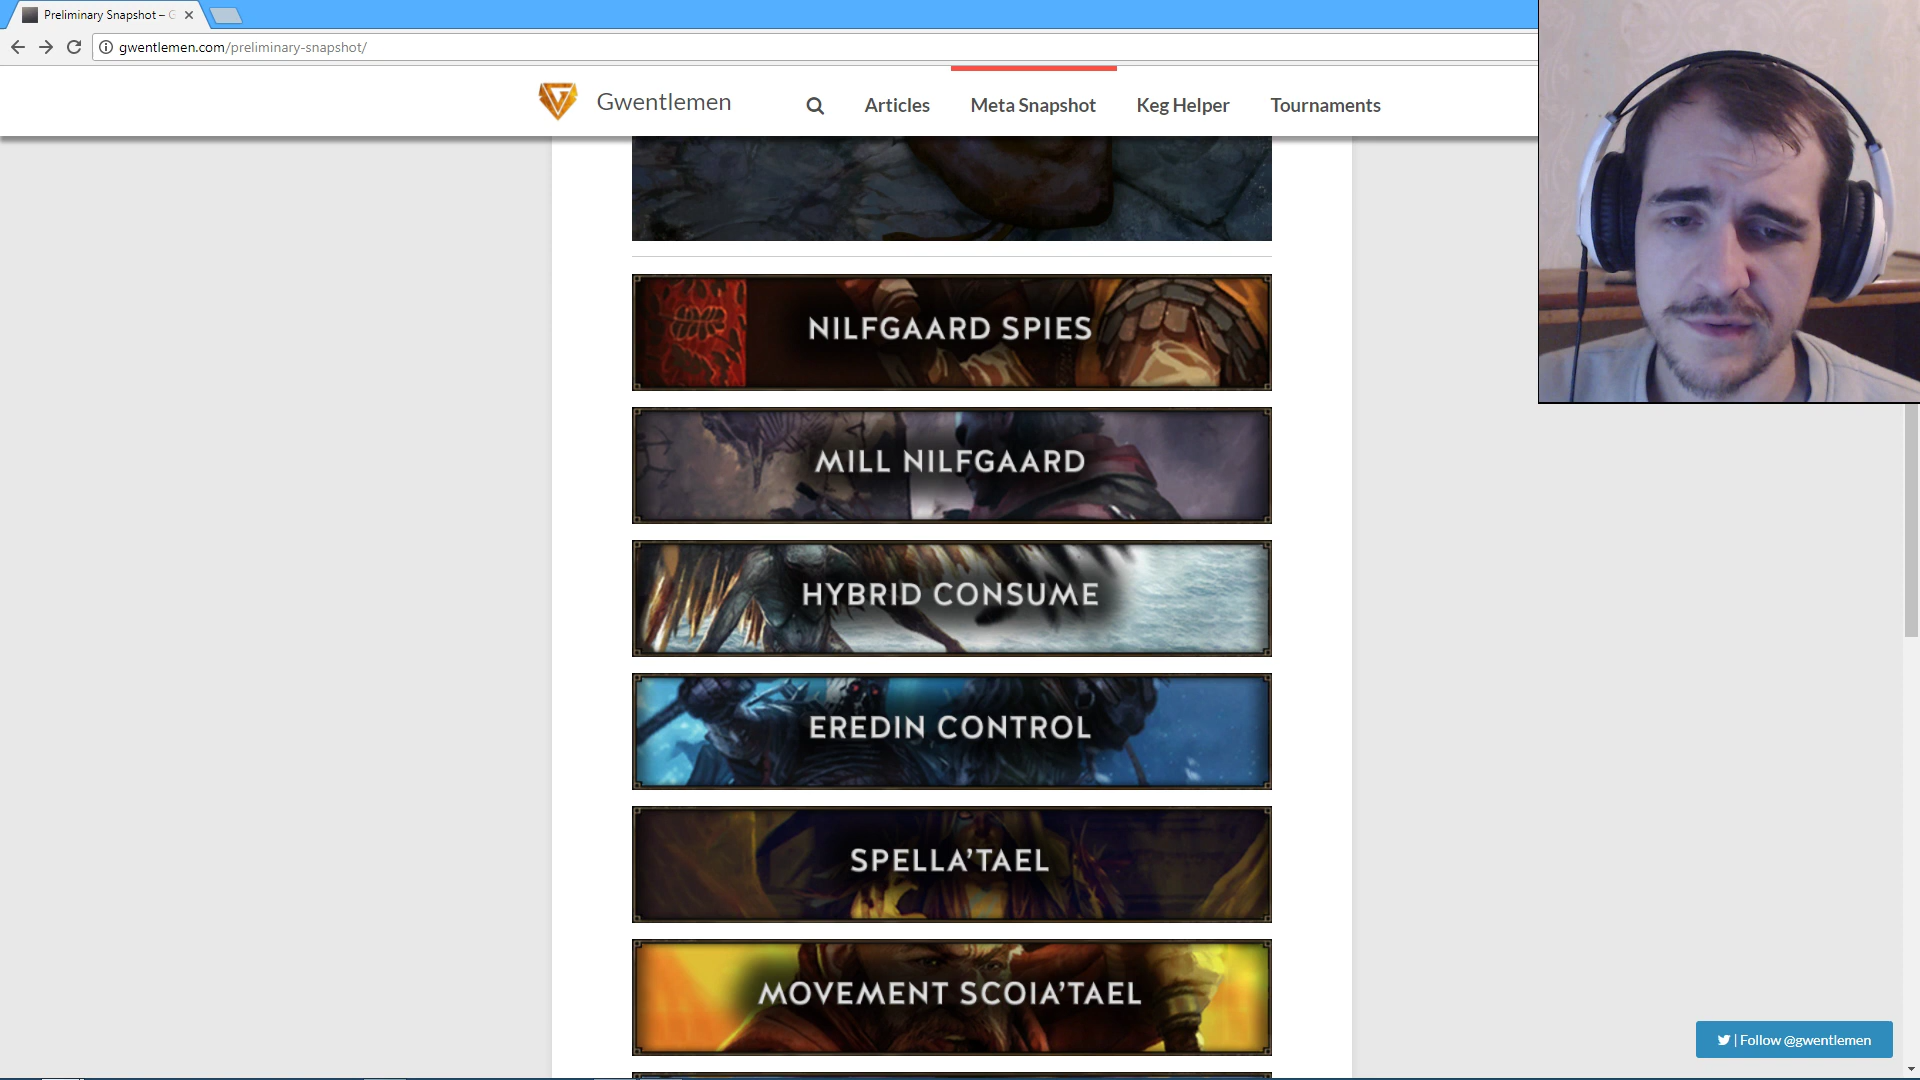 Preliminary Snapshot – G
gwentlemen.com/preliminary-snapshot/
Gwentlemen
Articles
Meta Snapshot
Keg Helper
Tournaments
NILFGAARD SPIES
MILL NILFGAARD
HYBRID CONSUME
EREDIN CONTROL
SPELLA'TAEL
MOVEMENT SCOIA'TAEL
| Follow @gwentlemen